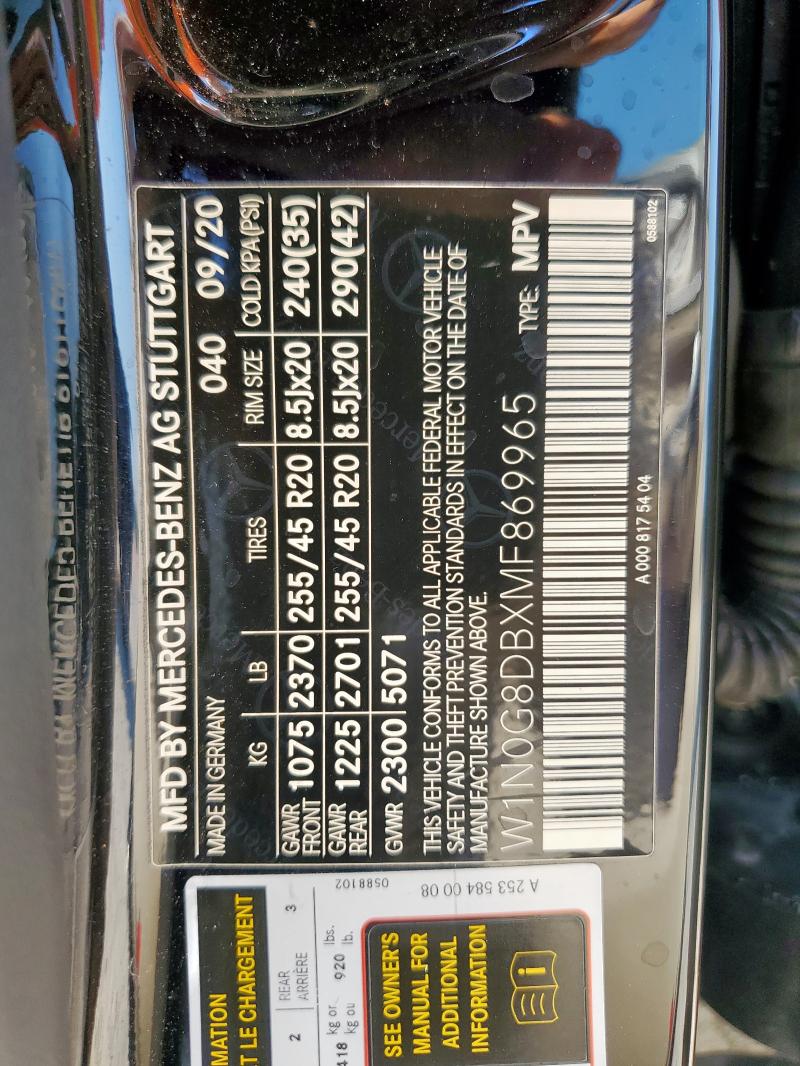 MFD BY MERCEDES-BENZ AG STUTTGART
MADE IN GERMANY 040 09/20
KG LB TIRES RIM SIZE COLD KPA(PSI)
GAWR FRONT 1075 2370 255/45 R20 8.5Jx20 240(35)
GAWR REAR 1225 2701 255/45 R20 8.5Jx20 290(42)
GVWR 2300 5071
THIS VEHICLE CONFORMS TO ALL APPLICABLE FEDERAL MOTOR VEHICLE
SAFETY AND THEFT PREVENTION STANDARDS IN EFFECT ON THE DATE OF
MANUFACTURE SHOWN ABOVE.
W1N0G8DBXMF869965 TYPE: MPV
A 000 817 54 04
0588102
MATION
T LE CHARGEMENT
2 REAR 3
ARRIÈRE
418 kg or 920 lbs.
kg ou lb.
0588102
A 253 584 00 08
SEE OWNER'S
MANUAL FOR
ADDITIONAL
INFORMATION